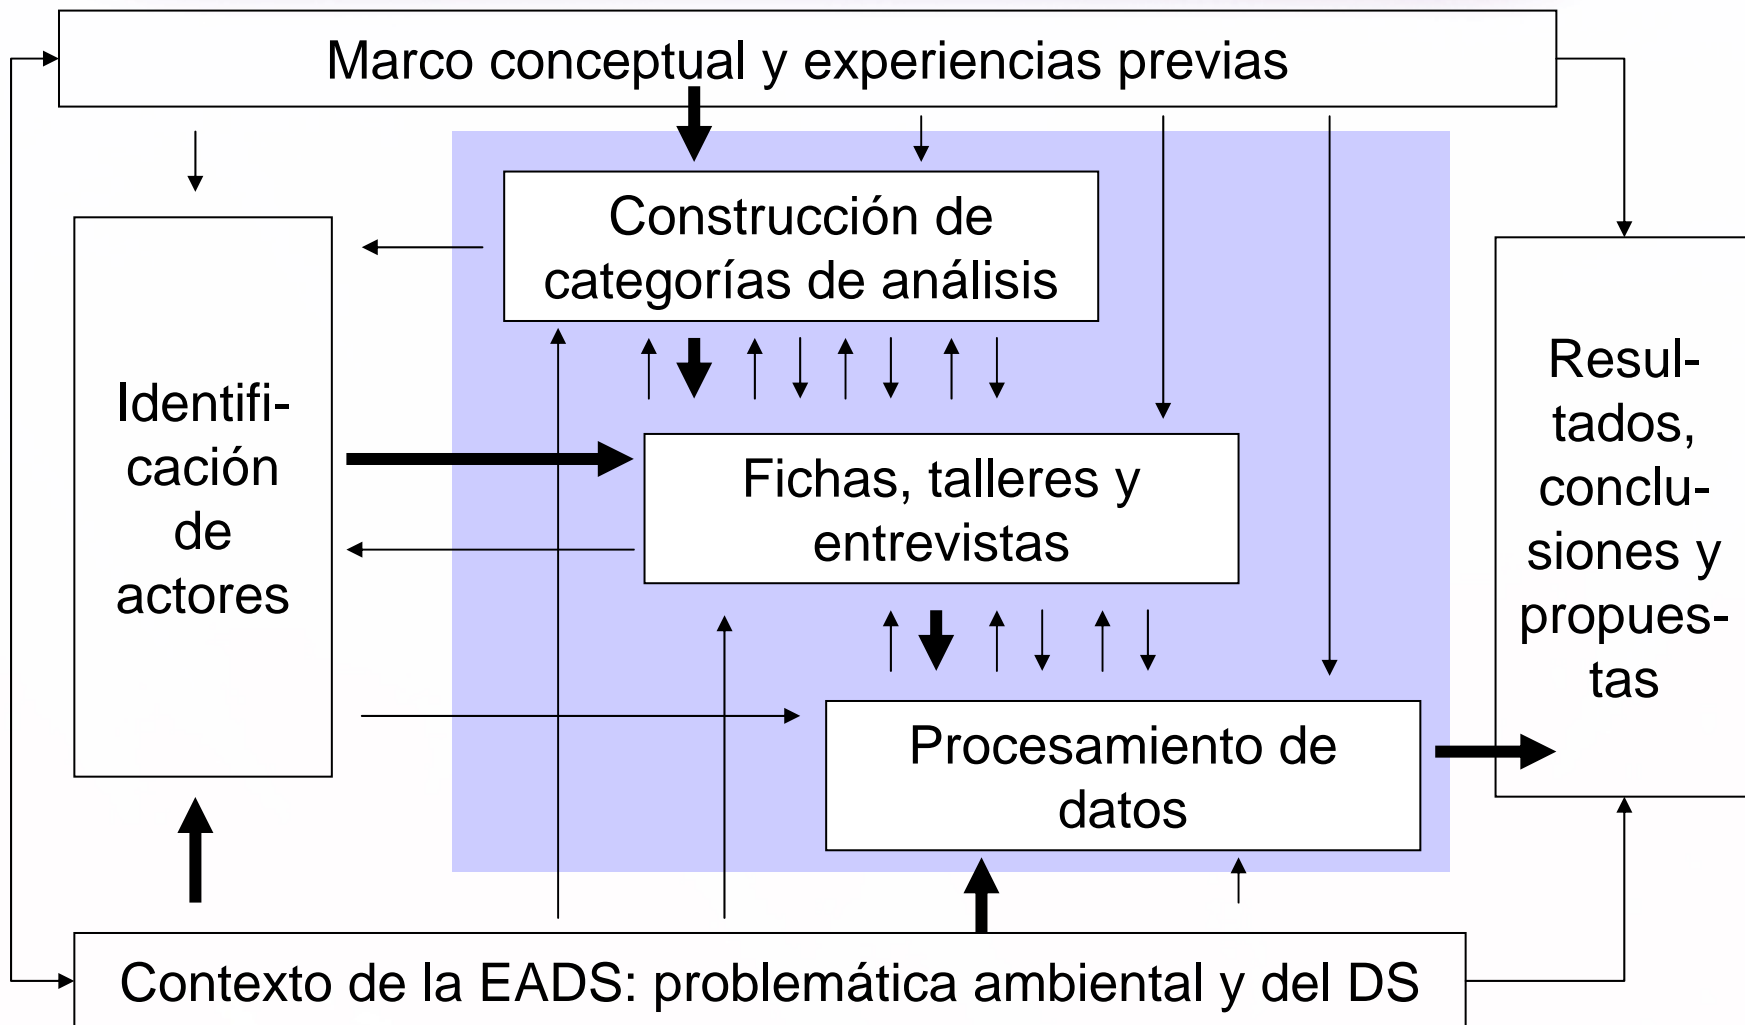 Marco conceptual y experiencias previas
Construcción de
categorías de análisis
Identifi-
cación
de
actores
Fichas, talleres y
entrevistas
Procesamiento de
datos
Resul-
tados,
conclu-
siones y
propues-
tas
Contexto de la EADS: problemática ambiental y del DS